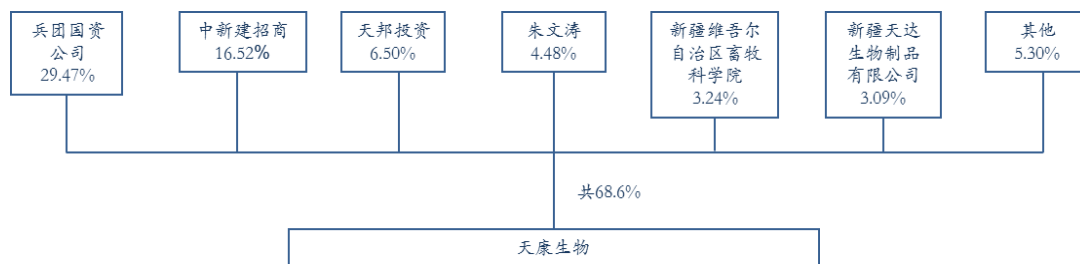 兵团国资
公司
29.47%
中新建招商
16.52%
天邦投资
6.50%
朱文涛
4.48%
新疆维吾尔
自治区畜牧
科学院
3.24%
新疆天达
生物制品
有限公司
3.09%
其他
5.30%
共68.6%
天康生物